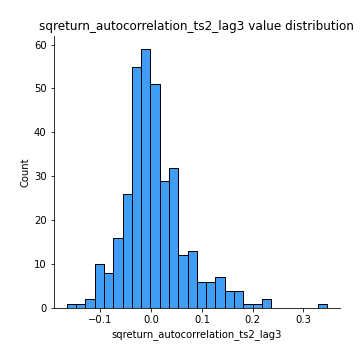 sqreturn_autocorrelation_ts2_lag3 value distribution
60
50
40
30
20
10
0
Count
−0.1 0.0 0.1 0.2 0.3
sqreturn_autocorrelation_ts2_lag3